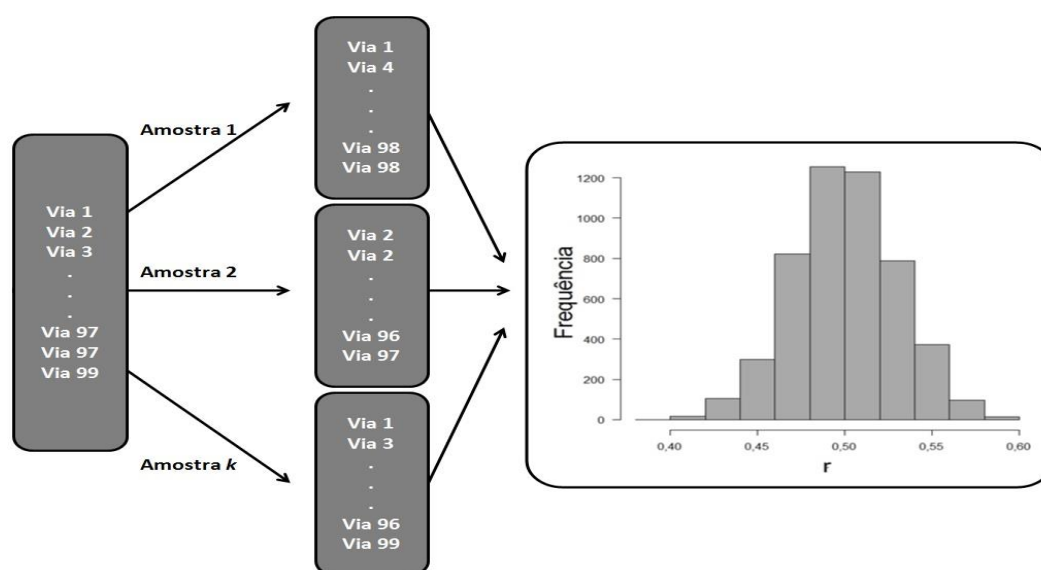 Via 1
Via 2
Via 3
.
.
.
Via 97
Via 97
Via 99
Amostra 1
Amostra 2
Amostra k
Via 1
Via 4
.
.
.
Via 98
Via 98
Via 2
Via 2
.
.
.
Via 96
Via 97
Via 1
Via 3
.
.
.
Via 96
Via 99
Frequência
1200
1000
800
600
400
200
0
0,40 0,45 0,50 0,55 0,60
r